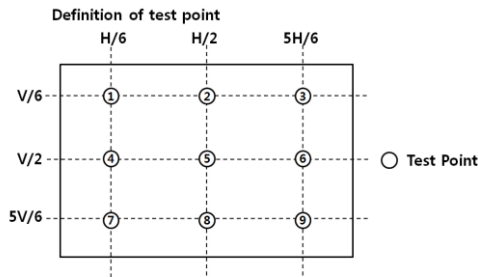 Definition of test point
H/6 H/2 5H/6
V/6 1 2 3
V/2 4 5 6 Test Point
5V/6 7 8 9